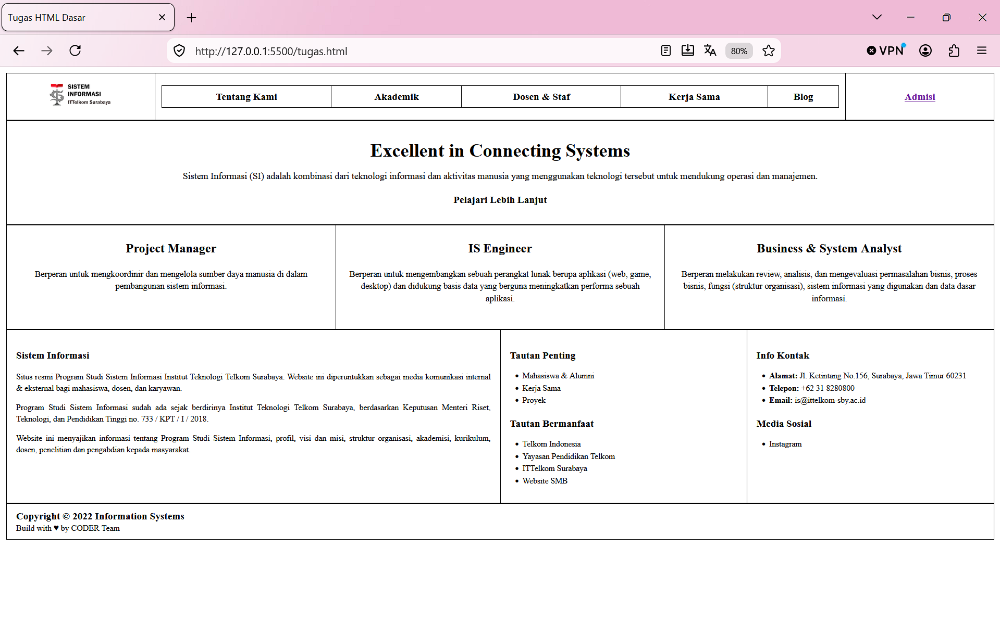 Tugas HTML Dasar
http://127.0.0.1:5500/tugas.html
80%
VPN
SISTEM
INFORMASI
ITTelkom Surabaya
Tentang Kami
Akademik
Dosen & Staf
Kerja Sama
Blog
Admisi
Excellent in Connecting Systems
Sistem Informasi (SI) adalah kombinasi dari teknologi informasi dan aktivitas manusia yang menggunakan teknologi tersebut untuk mendukung operasi dan manajemen.
Pelajari Lebih Lanjut
Project Manager
Berperan untuk mengkoordinir dan mengelola sumber daya manusia di dalam
pembangunan sistem informasi.
IS Engineer
Berperan untuk mengembangkan sebuah perangkat lunak berupa aplikasi (web, game,
desktop) dan didukung basis data yang berguna meningkatkan performa sebuah
aplikasi.
Business & System Analyst
Berperan melakukan review, analisis, dan mengevaluasi permasalahan bisnis, proses
bisnis, fungsi (struktur organisasi), sistem informasi yang digunakan dan data dasar
informasi.
Sistem Informasi
Situs resmi Program Studi Sistem Informasi Institut Teknologi Telkom Surabaya. Website ini diperuntukkan sebagai media komunikasi internal
& eksternal bagi mahasiswa, dosen, dan karyawan.
Program Studi Sistem Informasi sudah ada sejak berdirinya Institut Teknologi Telkom Surabaya, berdasarkan Keputusan Menteri Riset,
Teknologi, dan Pendidikan Tinggi no. 733 / KPT / I / 2018.
Website ini menyajikan informasi tentang Program Studi Sistem Informasi, profil, visi dan misi, struktur organisasi, akademisi, kurikulum,
dosen, penelitian dan pengabdian kepada masyarakat.
Tautan Penting
• Mahasiswa & Alumni
• Kerja Sama
• Proyek
Tautan Bermanfaat
• Telkom Indonesia
• Yayasan Pendidikan Telkom
• ITTelkom Surabaya
• Website SMB
Info Kontak
• Alamat: Jl. Ketintang No.156, Surabaya, Jawa Timur 60231
• Telepon: +62 31 8280800
• Email: is@ittelkom-sby.ac.id
Media Sosial
• Instagram
Copyright © 2022 Information Systems
Build with ♥ by CODER Team